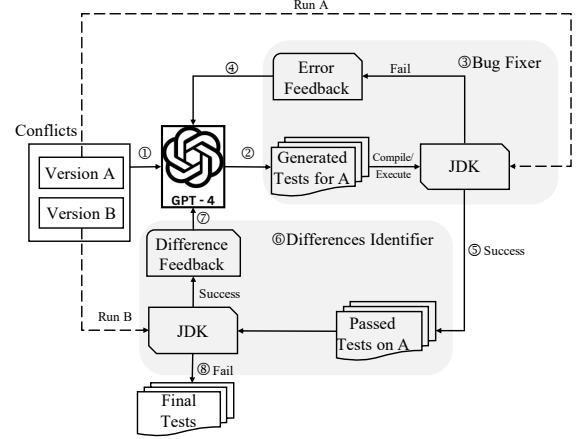 Run A
④
Error
Feedback
Fail
③Bug Fixer
Conflicts
①
②
Version A
Version B
GPT - 4
Generated
Tests for A
Compile/
Execute
JDK
⑦
⑥Differences Identifier
⑤ Success
Difference
Feedback
Success
Run B
JDK
Passed
Tests on A
⑧ Fail
Final
Tests